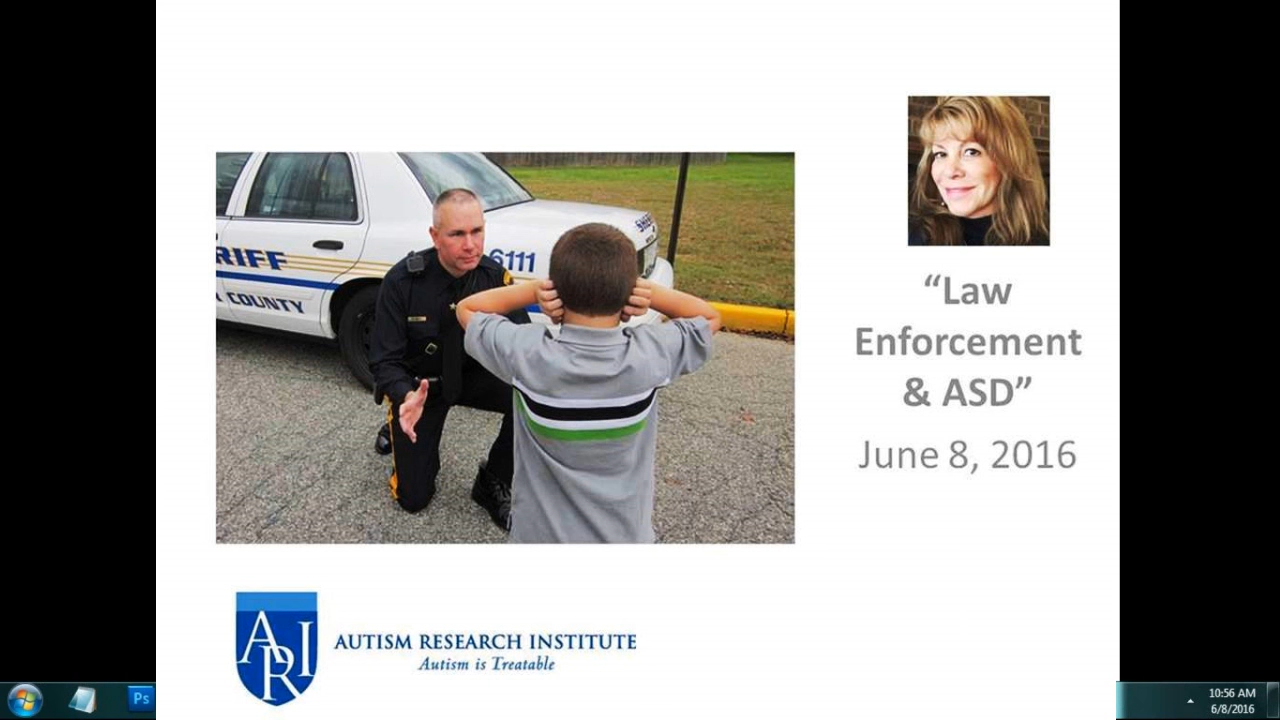 RIFF
COUNTY
6111
“Law
Enforcement
& ASD”
June 8, 2016
ARI
AUTISM RESEARCH INSTITUTE
Autism is Treatable
Ps
10:56 AM
6/8/2016